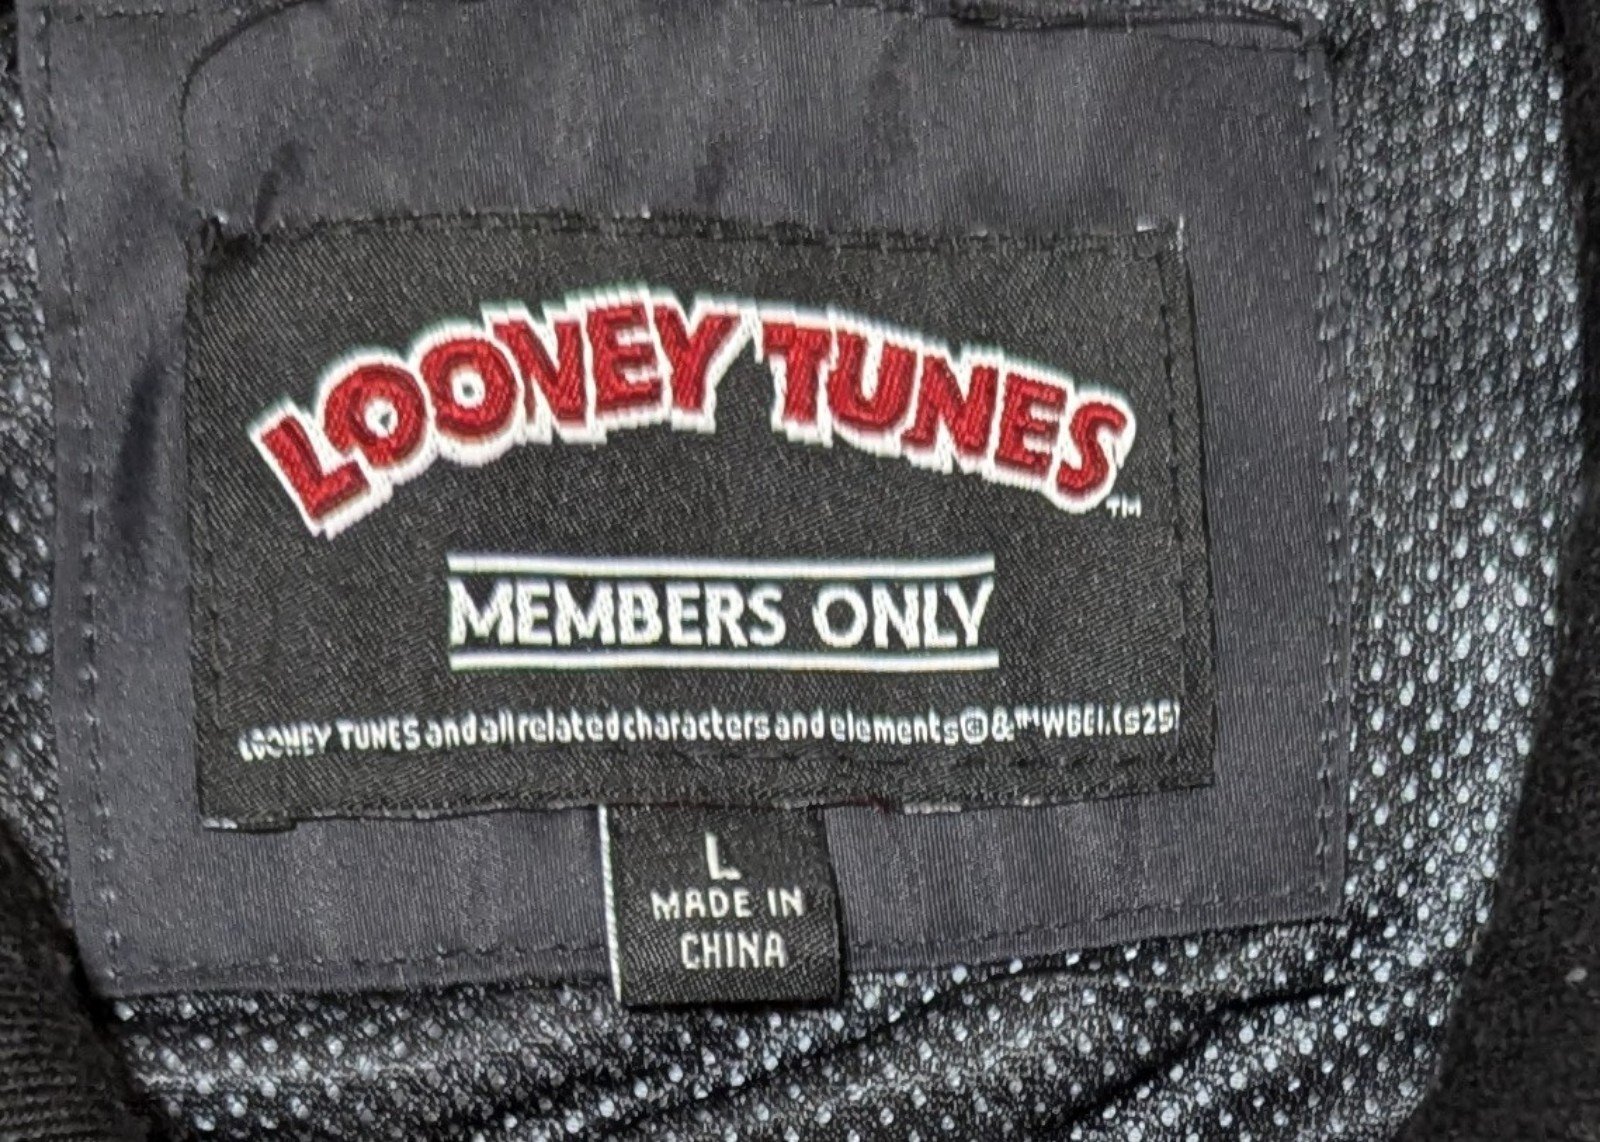 LOONEY TUNES
™
MEMBERS ONLY
LOONEY TUNES and all related characters and elements © & ™ WBEI. (s25)
L
MADE IN
CHINA